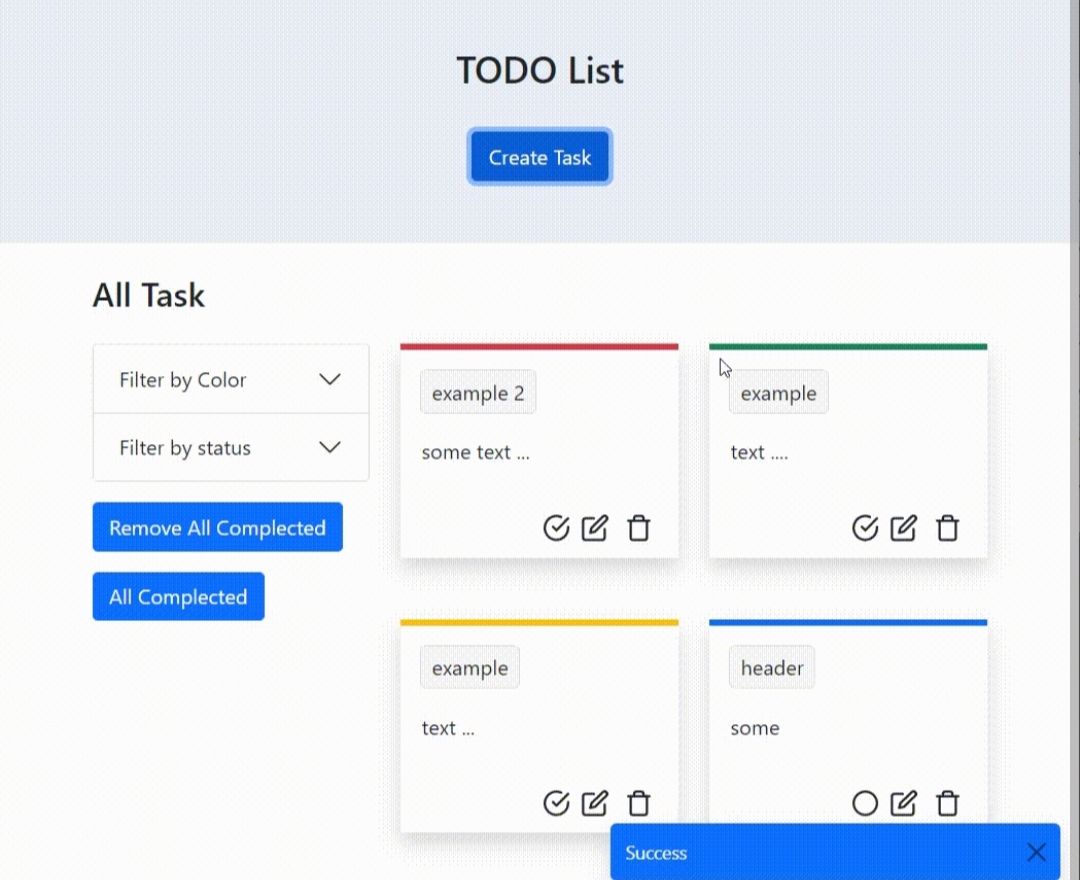 TODO List
Create Task
All Task
Filter by Color
Filter by status
Remove All Complected
All Complected
example 2
some text ...
example
text ....
example
text ...
header
some
Success